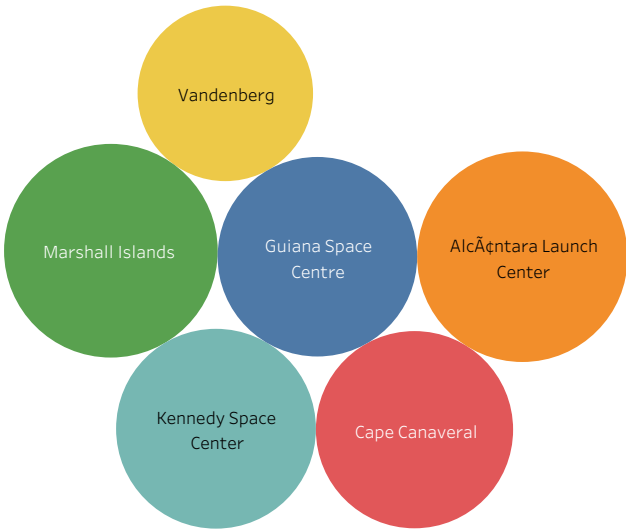 Vandenberg
Marshall Islands
Guiana Space
Centre
AlcÃ¢ntara Launch
Center
Kennedy Space
Center
Cape Canaveral